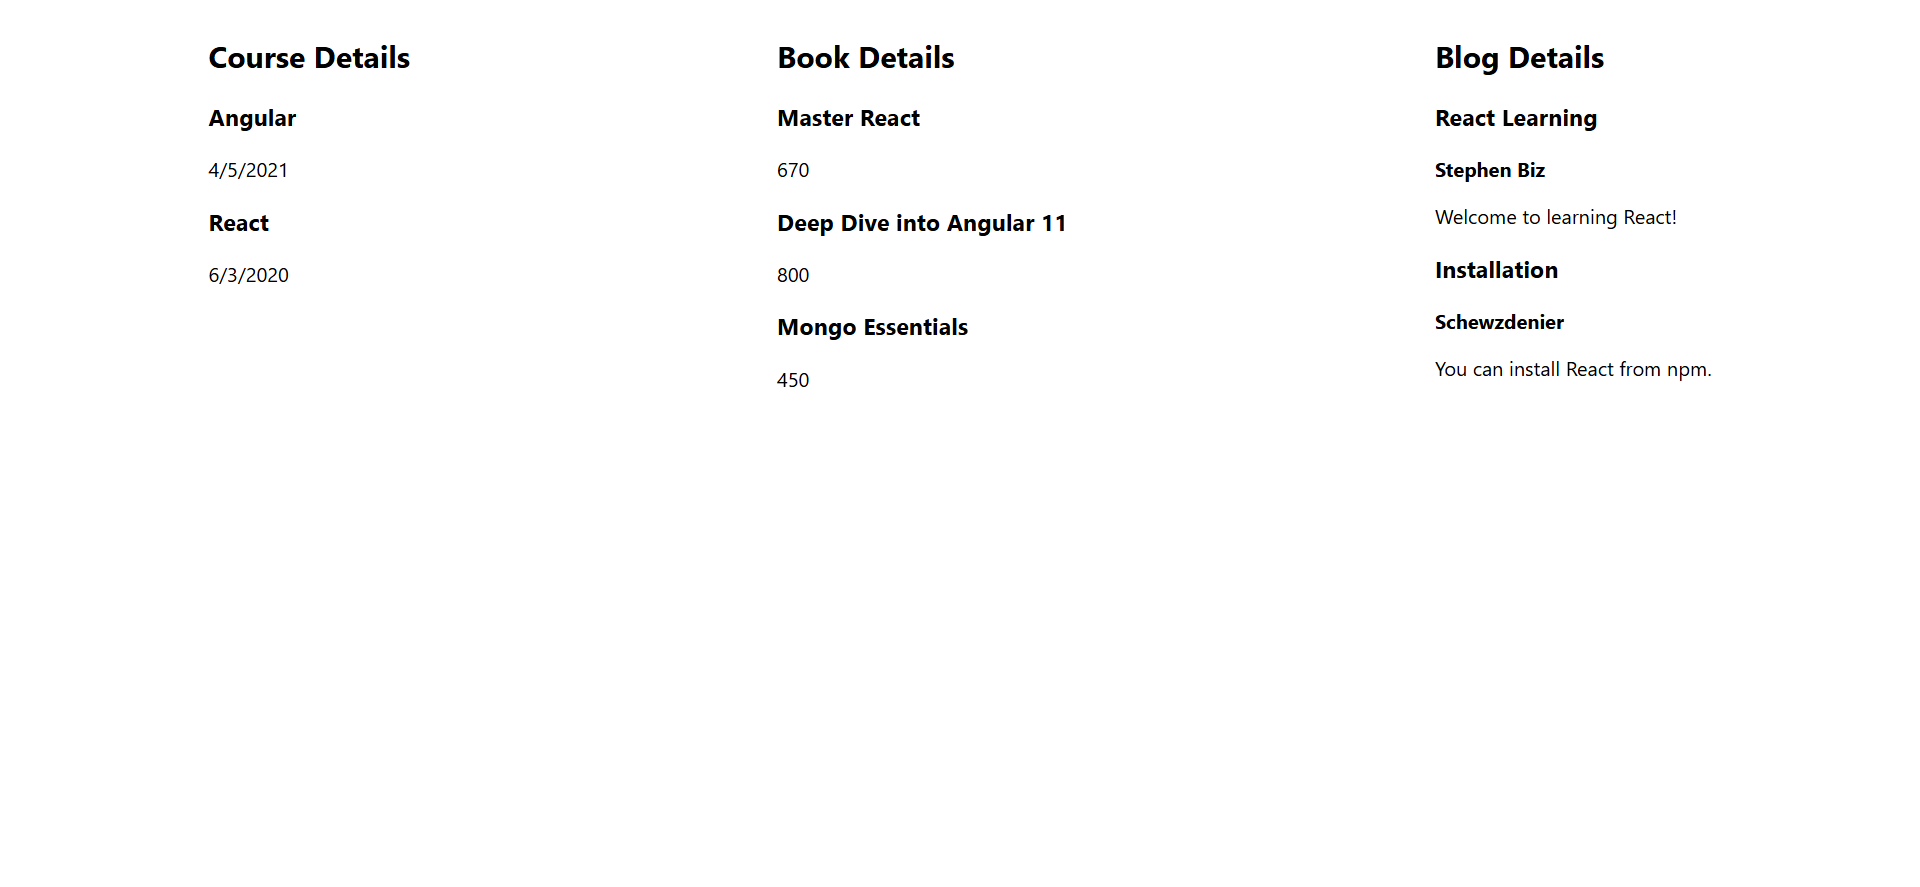 Course Details
Angular
4/5/2021
React
6/3/2020
Book Details
Master React
670
Deep Dive into Angular 11
800
Mongo Essentials
450
Blog Details
React Learning
Stephen Biz
Welcome to learning React!
Installation
Schewzdenier
You can install React from npm.